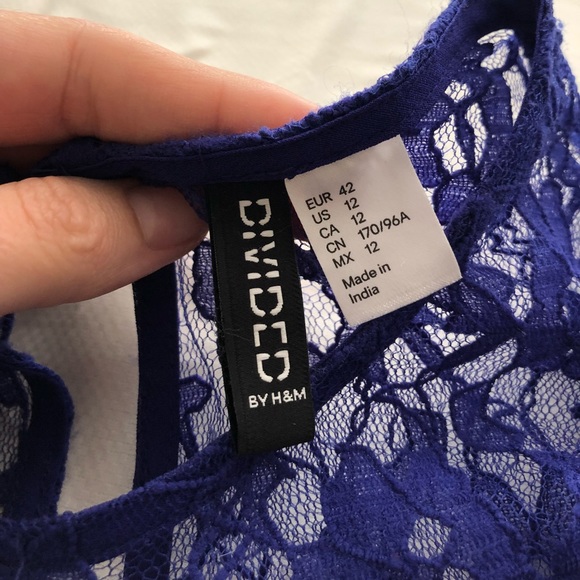 DIVIDED
BY H&M
EUR 42
US 12
CA 12
CN 170/96A
MX 12
Made in
India